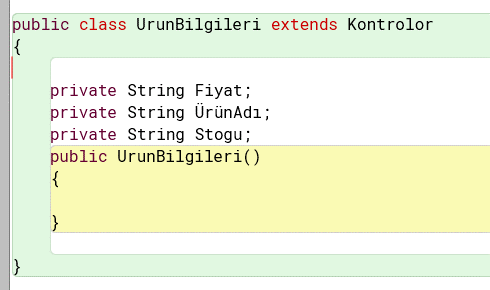 public class UrunBilgileri extends Kontrolor
{
private String Fiyat;
private String ÜrünAdı;
private String Stogu;
public UrunBilgileri()
{
}
}